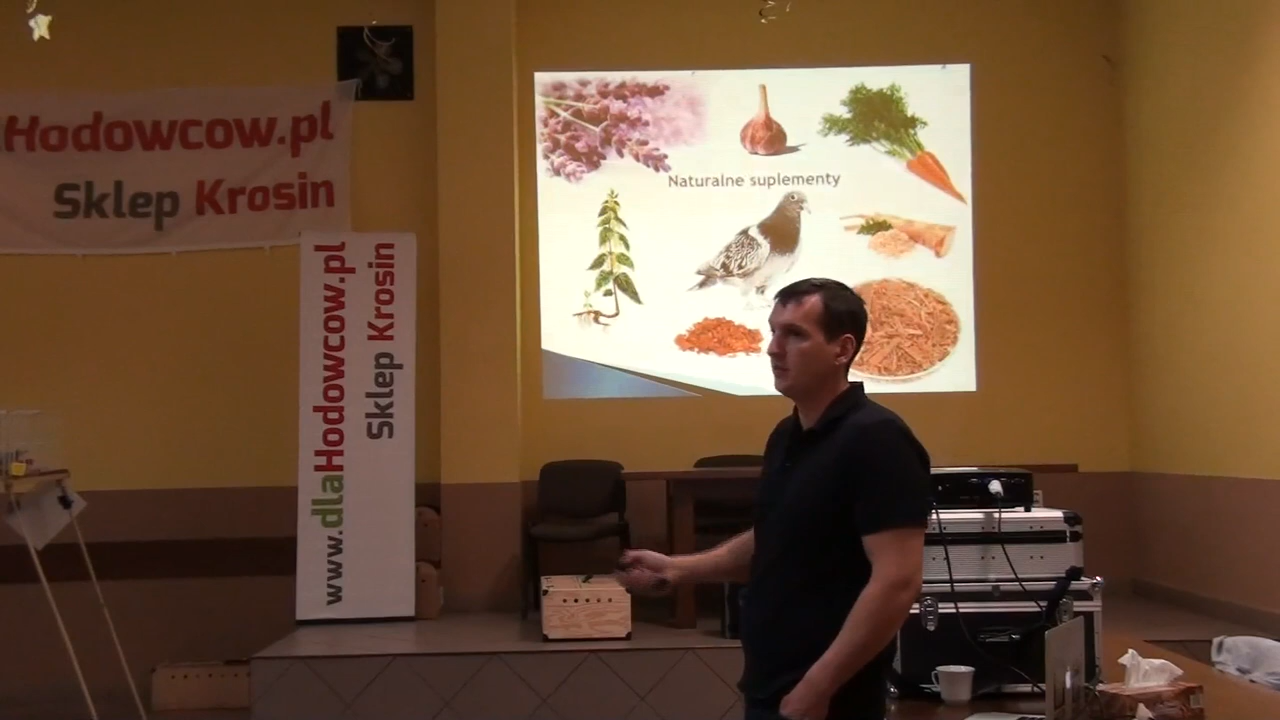 Hodowcow.pl
Sklep Krosin
www.dlaHodowcow.pl
Sklep Krosin
Naturalne suplementy